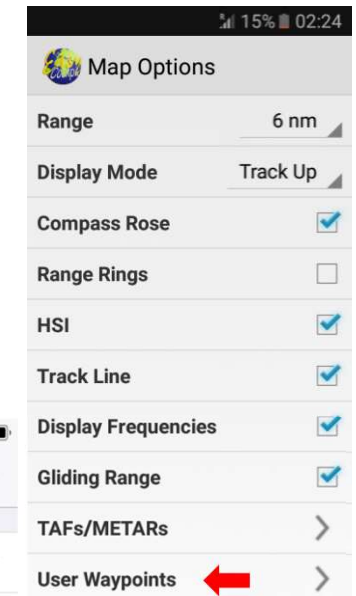 15% 02:24
Map Options
Range 6 nm
Display Mode Track Up
Compass Rose
Range Rings
HSI
Track Line
Display Frequencies
Gliding Range
TAFs/METARs
User Waypoints